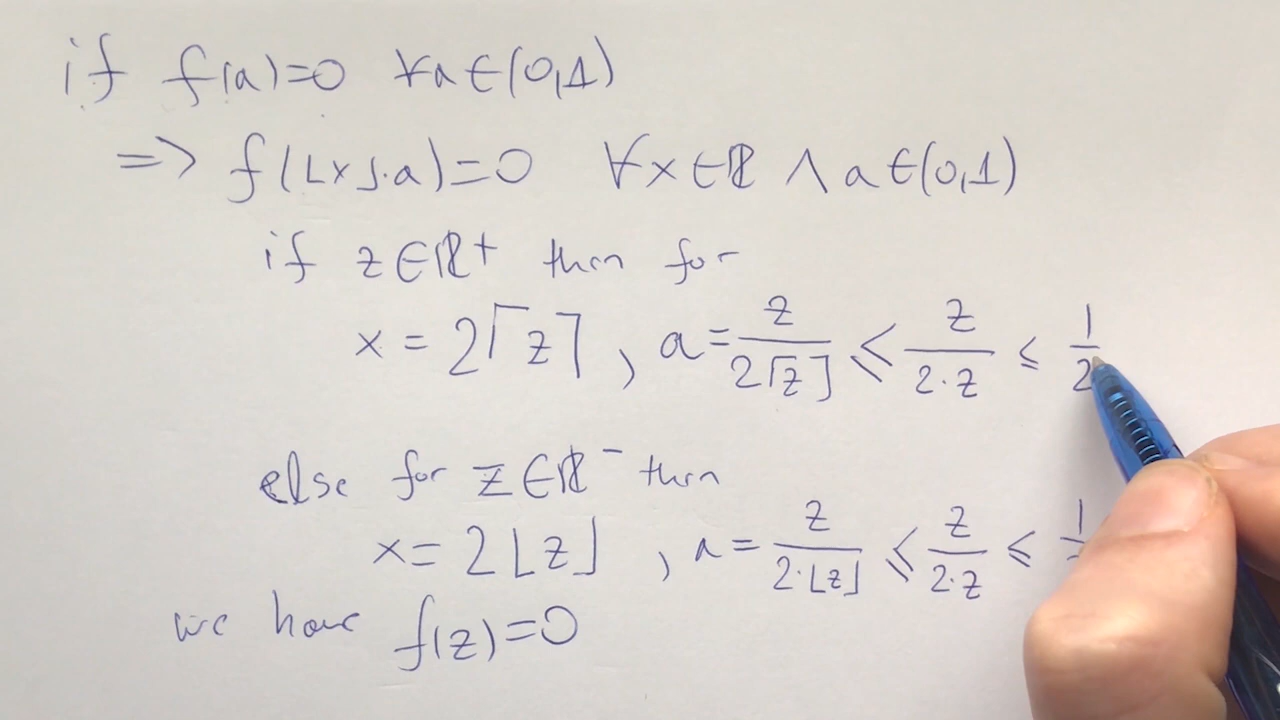 if f(a)=0 ∀a∈(0,1)
=> f(⌊x⌋·a)=0 ∀x∈ℝ ∧ a∈(0,1)
if z∈ℝ+ then for
x = 2⌈z⌉ , a = z/2⌈z⌉ ≤ z/2·z ≤ 1/2
else for z∈ℝ- then
x = 2⌊z⌋ , a = z/2·⌊z⌋ ≤ z/2·z ≤ 1/
we have f(z)=0